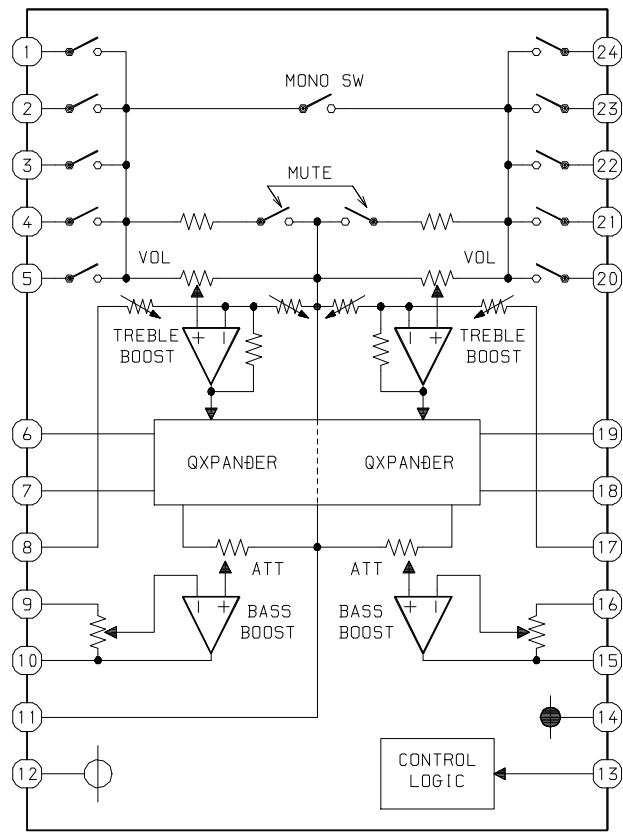 1 24
MONO SW
2 23
3 22
MUTE
4 21
VOL VOL
5 20
+ − − +
TREBLE BOOST TREBLE BOOST
6 19
QXPANDER QXPANDER
7 18
8 17
ATT ATT
9 16
− + + −
BASS BOOST BASS BOOST
10 15
11 14
CONTROL
LOGIC
12 13